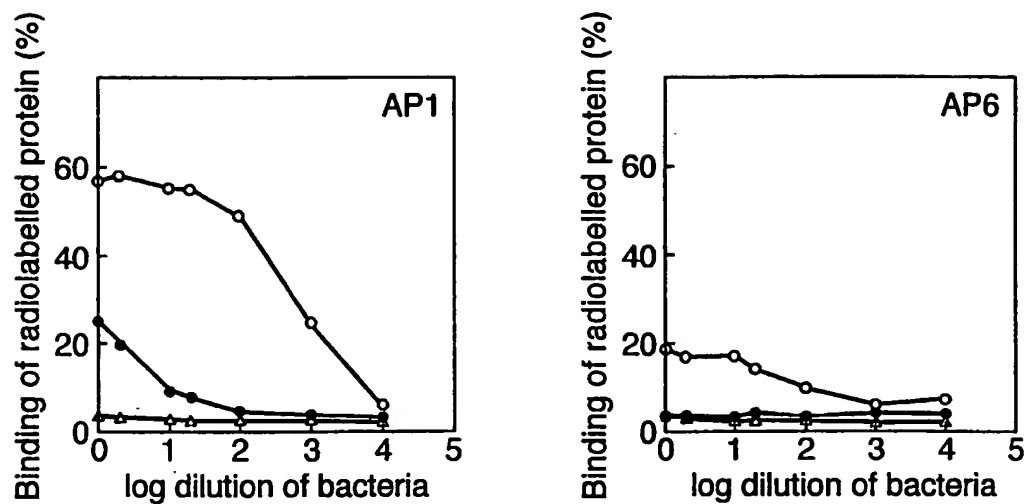 Binding of radiolabelled protein (%)
AP1
60
40
20
0
0 1 2 3 4 5
log dilution of bacteria
Binding of radiolabelled protein (%)
AP6
60
40
20
0
0 1 2 3 4 5
log dilution of bacteria